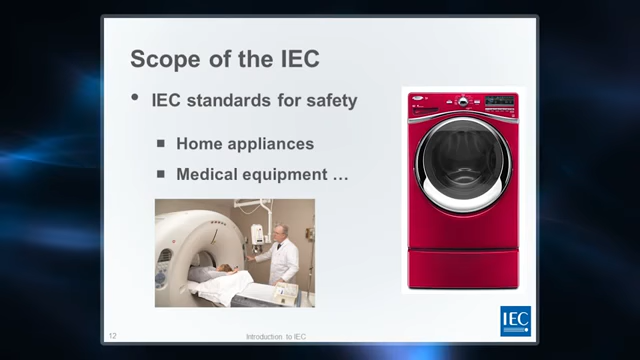 Scope of the IEC
• IEC standards for safety
▪ Home appliances
▪ Medical equipment …
12
Introduction to IEC
IEC